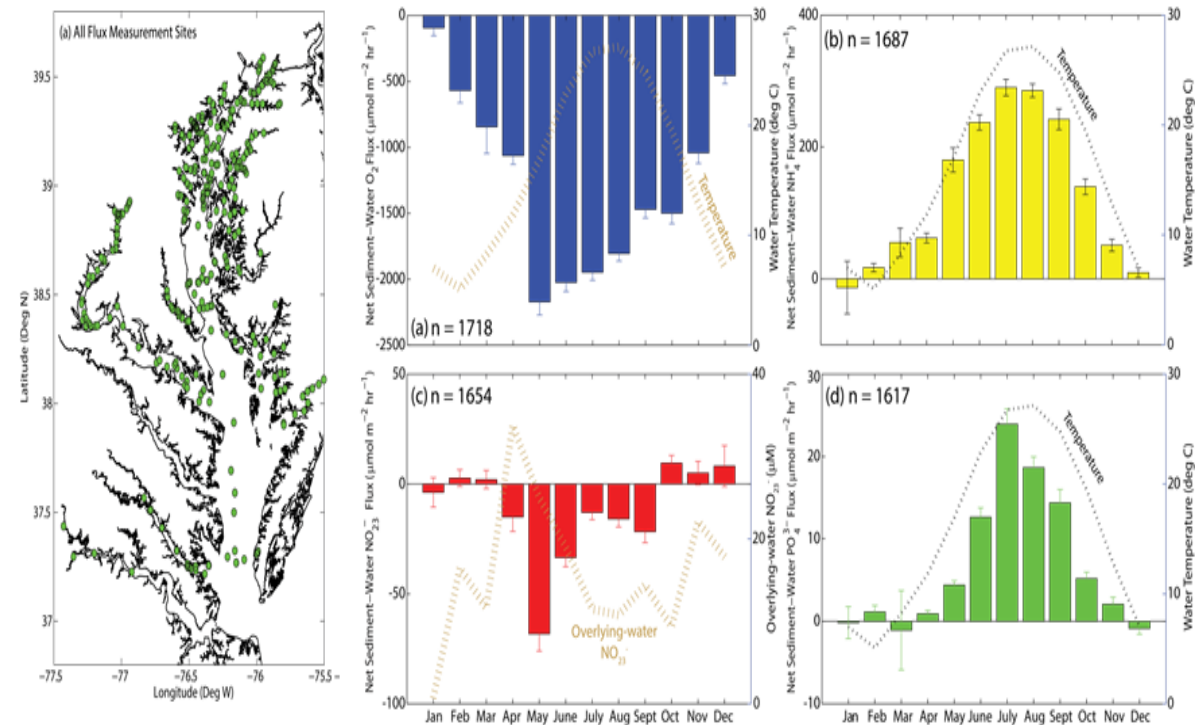 (a) All Flux Measurement Sites
Latitude (Deg N)
39.5
39
38.5
38
37.5
37
−77.5
−77
−76.5
−76
−75.5
Longitude (Deg W)
Net Sediment−Water O2 Flux (μmol m−2 hr−1)
0
-500
-1000
-1500
-2000
-2500
(a) n = 1718
Temperature
30
20
10
0
Water Temperature (deg C)
Net Sediment−Water NH4+ Flux (μmol m−2 hr−1)
400
200
0
(b) n = 1687
Temperature
30
20
10
0
Water Temperature (deg C)
Net Sediment−Water NO23− Flux (μmol m−2 hr−1)
50
0
-50
-100
(c) n = 1654
Overlying-water
NO23-
40
20
0
Overlying-water NO23- (μM)
Jan Feb Mar Apr May June July Aug Sept Oct Nov Dec
Net Sediment−Water PO43− Flux (μmol m−2 hr−1)
30
20
10
0
-10
(d) n = 1617
Temperature
30
20
10
0
Water Temperature (deg C)
Jan Feb Mar Apr May June July Aug Sept Oct Nov Dec